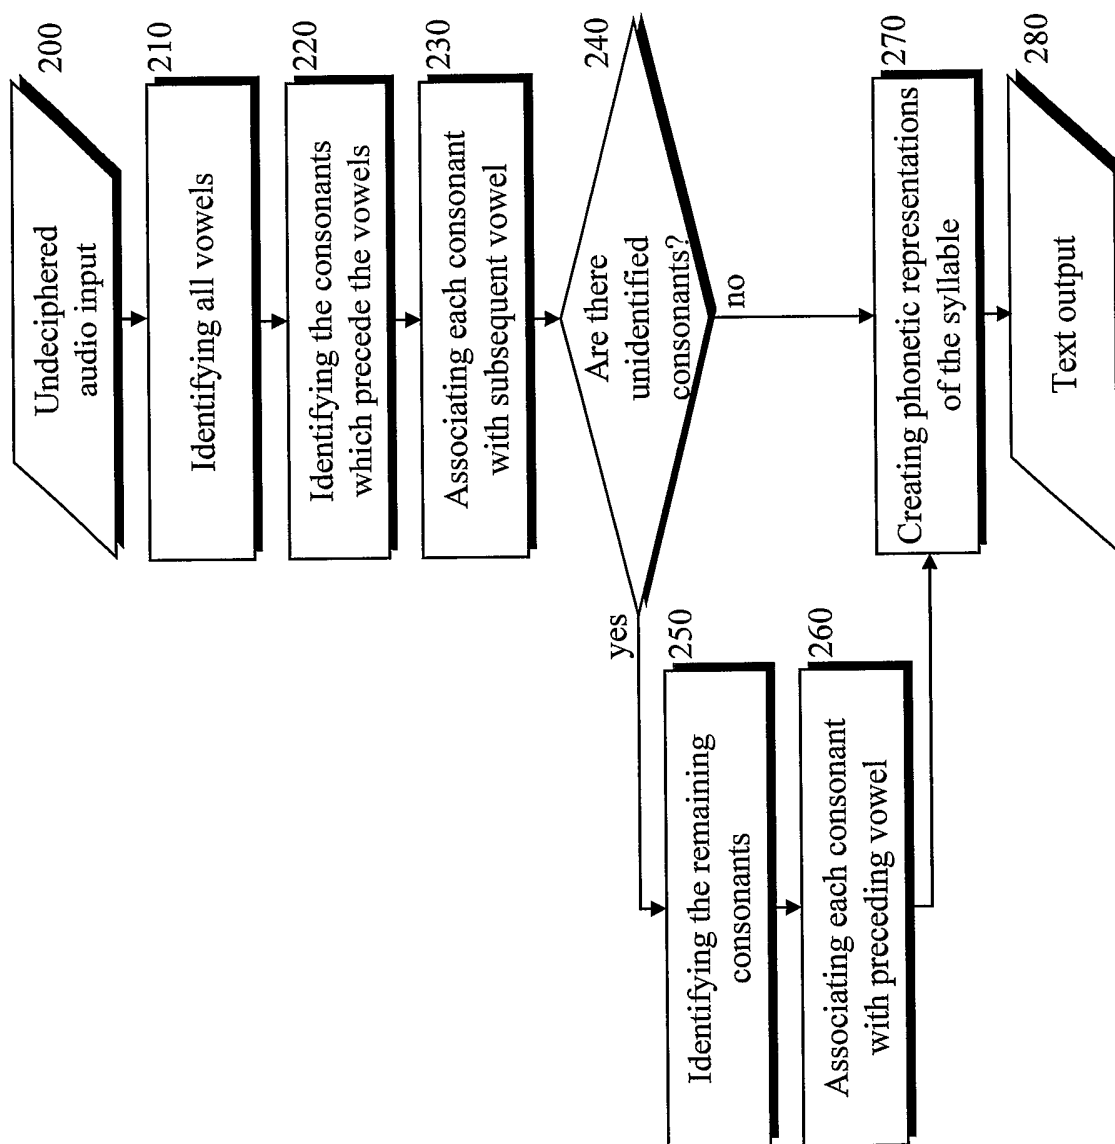 200
Undeciphered
audio input
210
Identifying all vowels
220
Identifying the consonants
which precede the vowels
230
Associating each consonant
with subsequent vowel
240
Are there
unidentified
consonants?
yes
no
250
Identifying the remaining
consonants
260
Associating each consonant
with preceding vowel
270
Creating phonetic representations
of the syllable
280
Text output